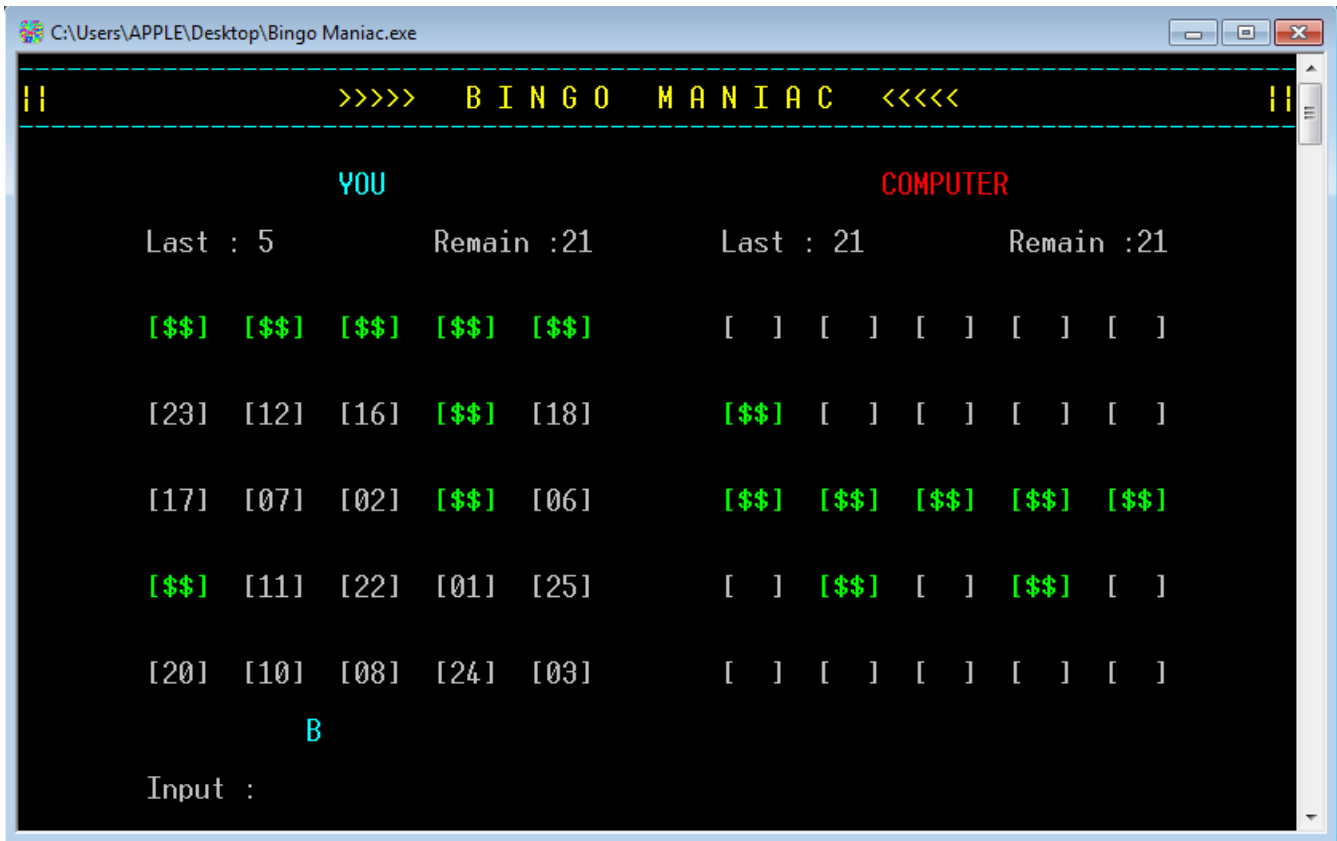 C:\Users\APPLE\Desktop\Bingo Maniac.exe
|| >>>>> B I N G O M A N I A C <<<<< ||
YOU COMPUTER
Last : 5 Remain :21 Last : 21 Remain :21
[$$] [$$] [$$] [$$] [$$] [ ] [ ] [ ] [ ] [ ]
[23] [12] [16] [$$] [18] [$$] [ ] [ ] [ ] [ ]
[17] [07] [02] [$$] [06] [$$] [$$] [$$] [$$] [$$]
[$$] [11] [22] [01] [25] [ ] [$$] [ ] [$$] [ ]
[20] [10] [08] [24] [03] [ ] [ ] [ ] [ ] [ ]
B
Input :